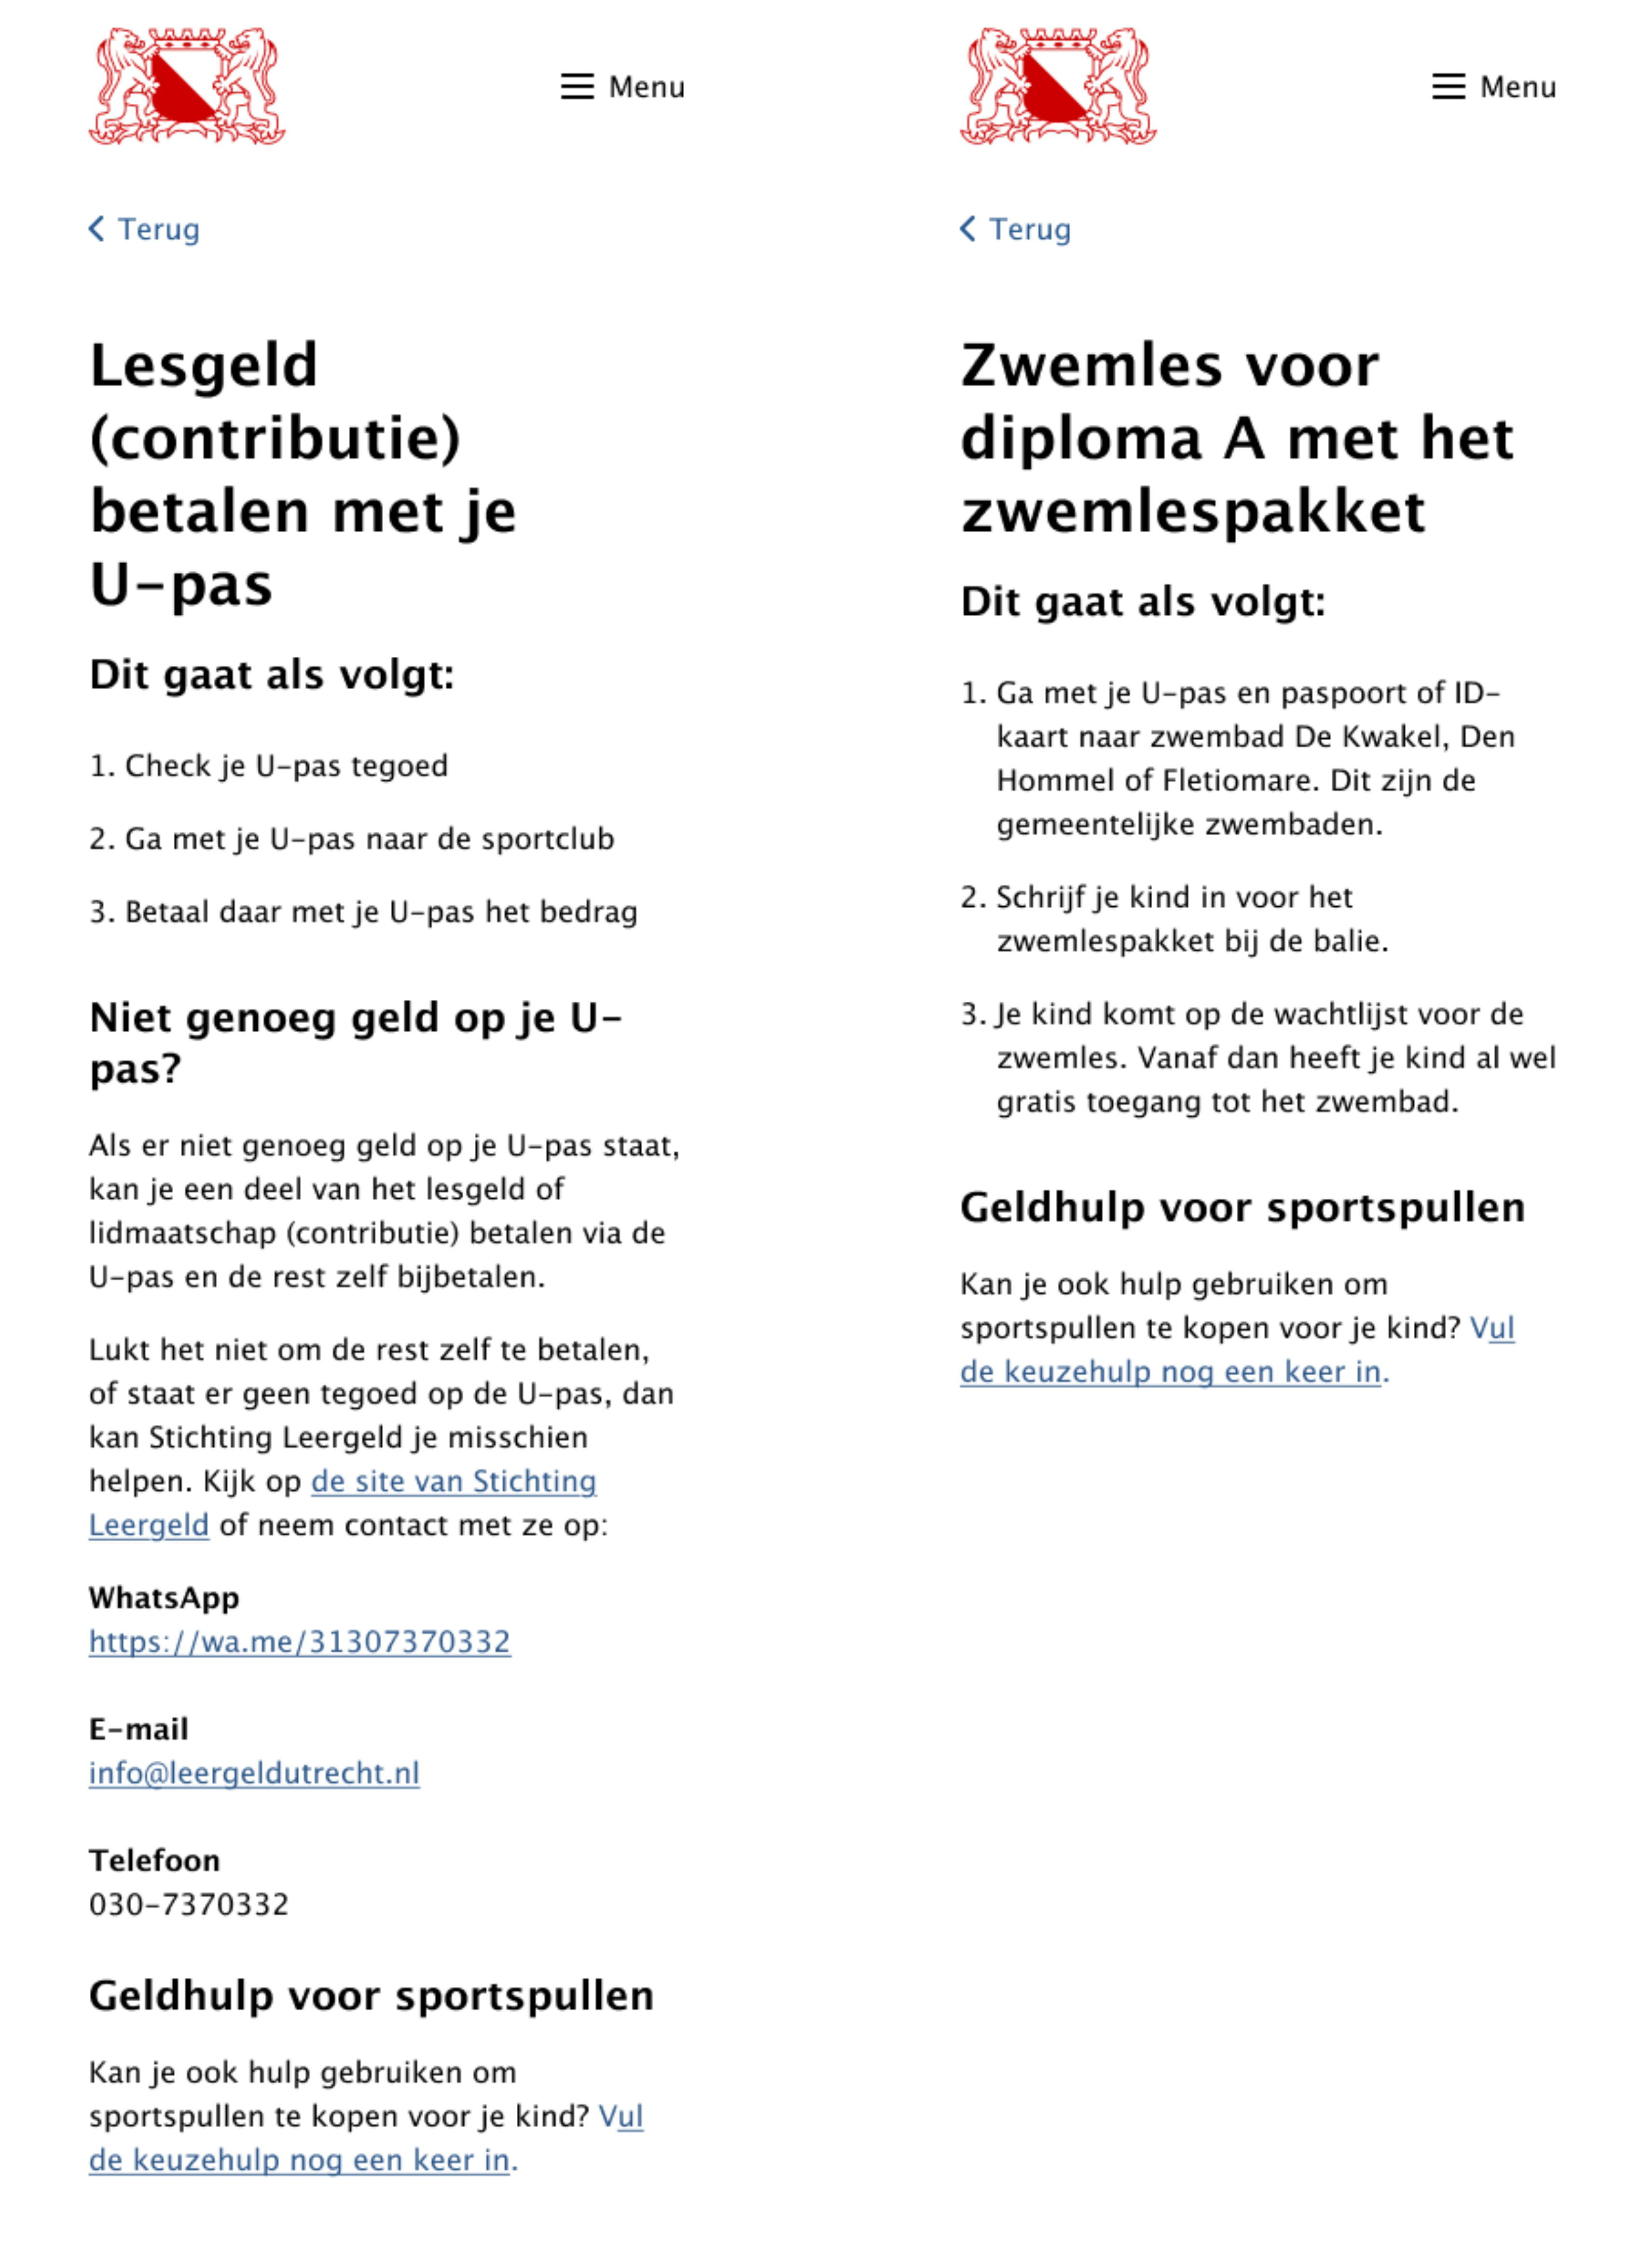 Menu
Terug
Lesgeld
(contributie)
betalen met je
U-pas
Dit gaat als volgt:
1. Check je U-pas tegoed
2. Ga met je U-pas naar de sportclub
3. Betaal daar met je U-pas het bedrag
Niet genoeg geld op je U-
pas?
Als er niet genoeg geld op je U-pas staat,
kan je een deel van het lesgeld of
lidmaatschap (contributie) betalen via de
U-pas en de rest zelf bijbetalen.
Lukt het niet om de rest zelf te betalen,
of staat er geen tegoed op de U-pas, dan
kan Stichting Leergeld je misschien
helpen. Kijk op de site van Stichting
Leergeld of neem contact met ze op:
WhatsApp
https://wa.me/31307370332
E-mail
info@leergeldutrecht.nl
Telefoon
030-7370332
Geldhulp voor sportspullen
Kan je ook hulp gebruiken om
sportspullen te kopen voor je kind? Vul
de keuzehulp nog een keer in.
Menu
Terug
Zwemles voor
diploma A met het
zwemlespakket
Dit gaat als volgt:
1. Ga met je U-pas en paspoort of ID-
kaart naar zwembad De Kwakel, Den
Hommel of Fletiomare. Dit zijn de
gemeentelijke zwembaden.
2. Schrijf je kind in voor het
zwemlespakket bij de balie.
3. Je kind komt op de wachtlijst voor de
zwemles. Vanaf dan heeft je kind al wel
gratis toegang tot het zwembad.
Geldhulp voor sportspullen
Kan je ook hulp gebruiken om
sportspullen te kopen voor je kind? Vul
de keuzehulp nog een keer in.